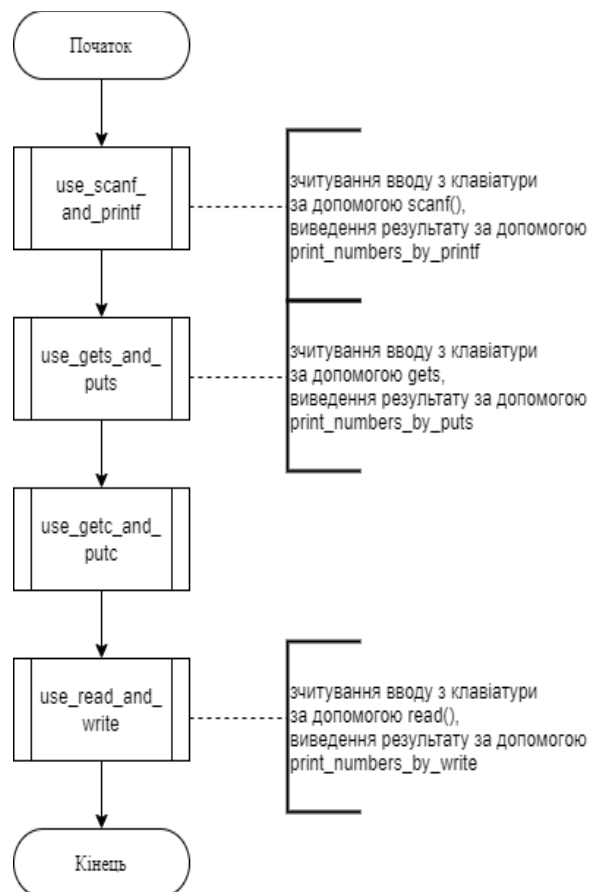 Початок
use_scanf_
and_printf
зчитування вводу з клавіатури
за допомогою scanf(),
виведення результату за допомогою
print_numbers_by_printf
use_gets_and_
puts
зчитування вводу з клавіатури
за допомогою gets,
виведення результату за допомогою
print_numbers_by_puts
use_getc_and_
putc
use_read_and_
write
зчитування вводу з клавіатури
за допомогою read(),
виведення результату за допомогою
print_numbers_by_write
Кінець